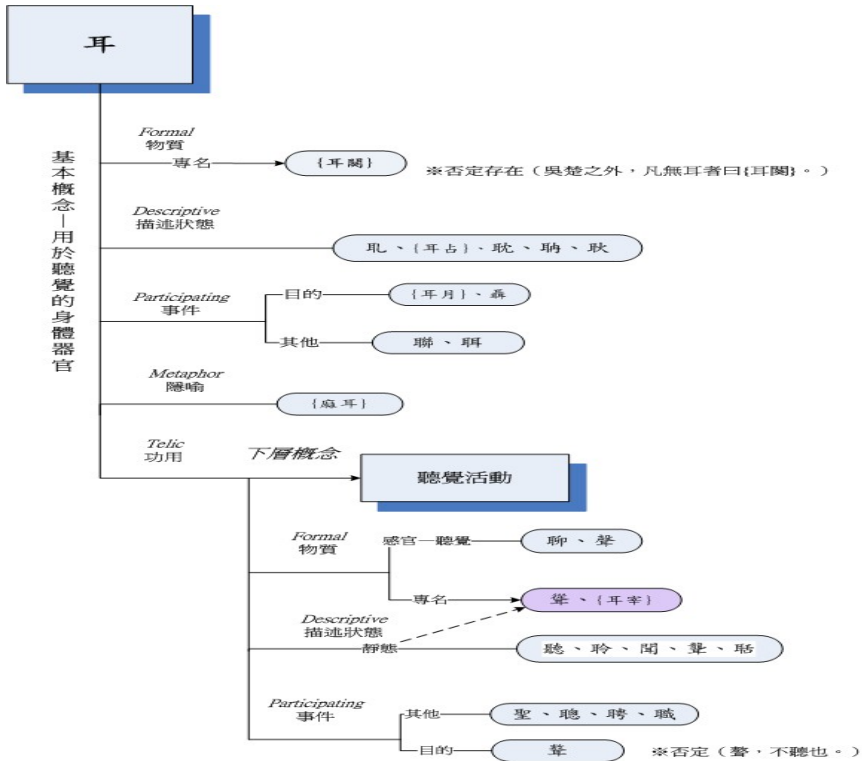 耳
基本概念—用於聽覺的身體器官
Formal
物質
專名
{耳闋}
※否定存在（吳楚之外，凡無耳者曰{耳闋}。）
Descriptive
描述狀態
耴、{耳占}、耽、聃、耿
Participating
事件
目的
{耳月}、
其他
聯、
Metaphor
隱喻
{麻耳}
Telic
功用
下層概念
聽覺活動
Formal
物質
感官—聽覺
聊、聲
專名
聳、{耳宰}
Descriptive
描述狀態
靜態
聽、聆、聞、聾、聒
Participating
事件
其他
聖、聰、聘、職
目的
聱
※否定（聱，不聽也。）